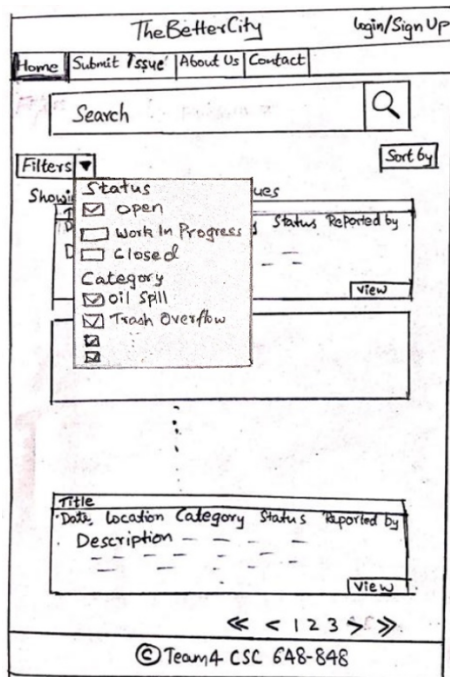 TheBetterCity login/Sign Up
Home Submit Issue About Us Contact
Search
Filters Sort by
Status
Open
Work In Progress
Closed
Category
Oil Spill
Trash Overflow
Status Reported by
View
Title
Date Location Category Status Reported by
Description
View
<< < 1 2 3 > >>
© Team4 CSC 648-848